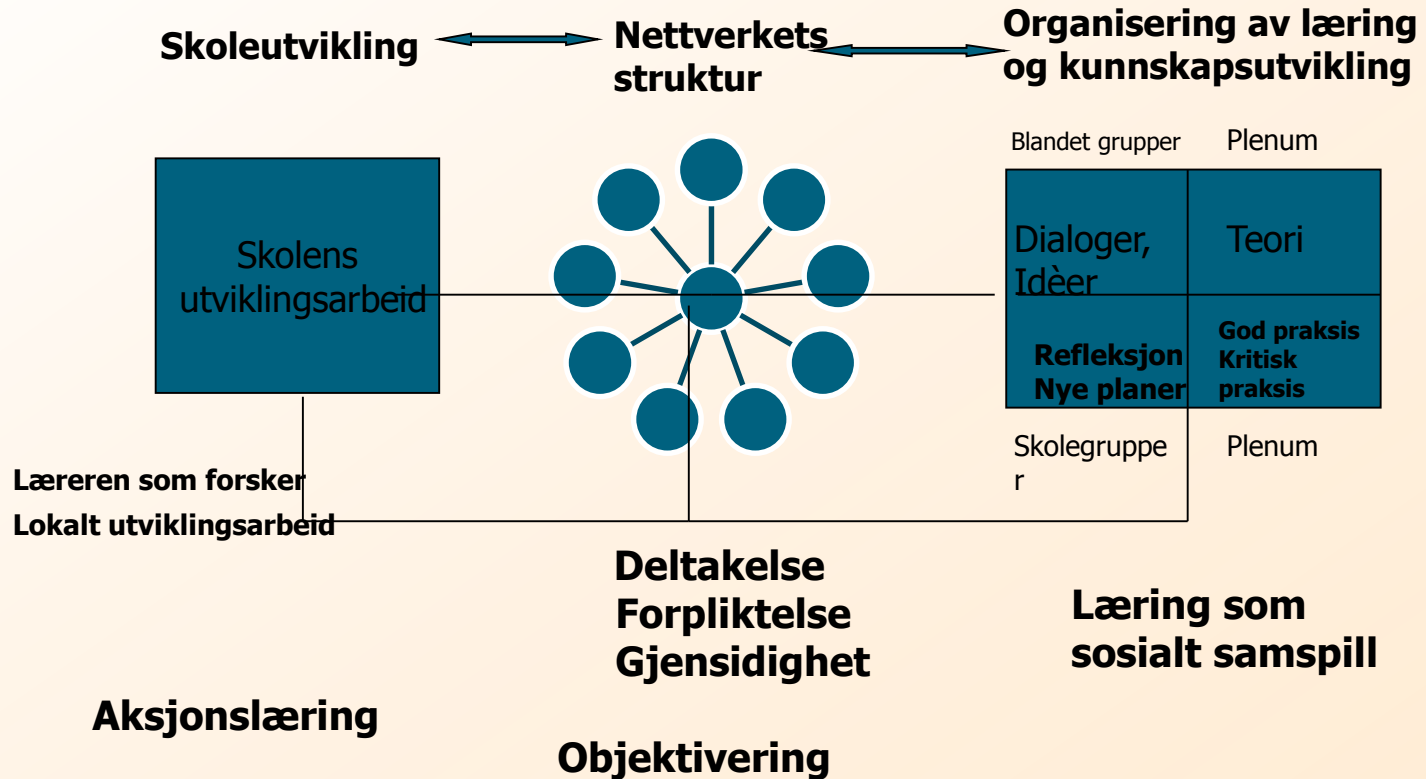 Skoleutvikling
Nettverkets
struktur
Organisering av læring
og kunnskapsutvikling
Blandet grupper
Plenum
Skolens
utviklingsarbeid
Dialoger,
Idèer
Teori
Refleksjon
Nye planer
God praksis
Kritisk
praksis
Skolegruppe
r
Plenum
Læreren som forsker
Lokalt utviklingsarbeid
Deltakelse
Forpliktelse
Gjensidighet
Læring som
sosialt samspill
Aksjonslæring
Objektivering